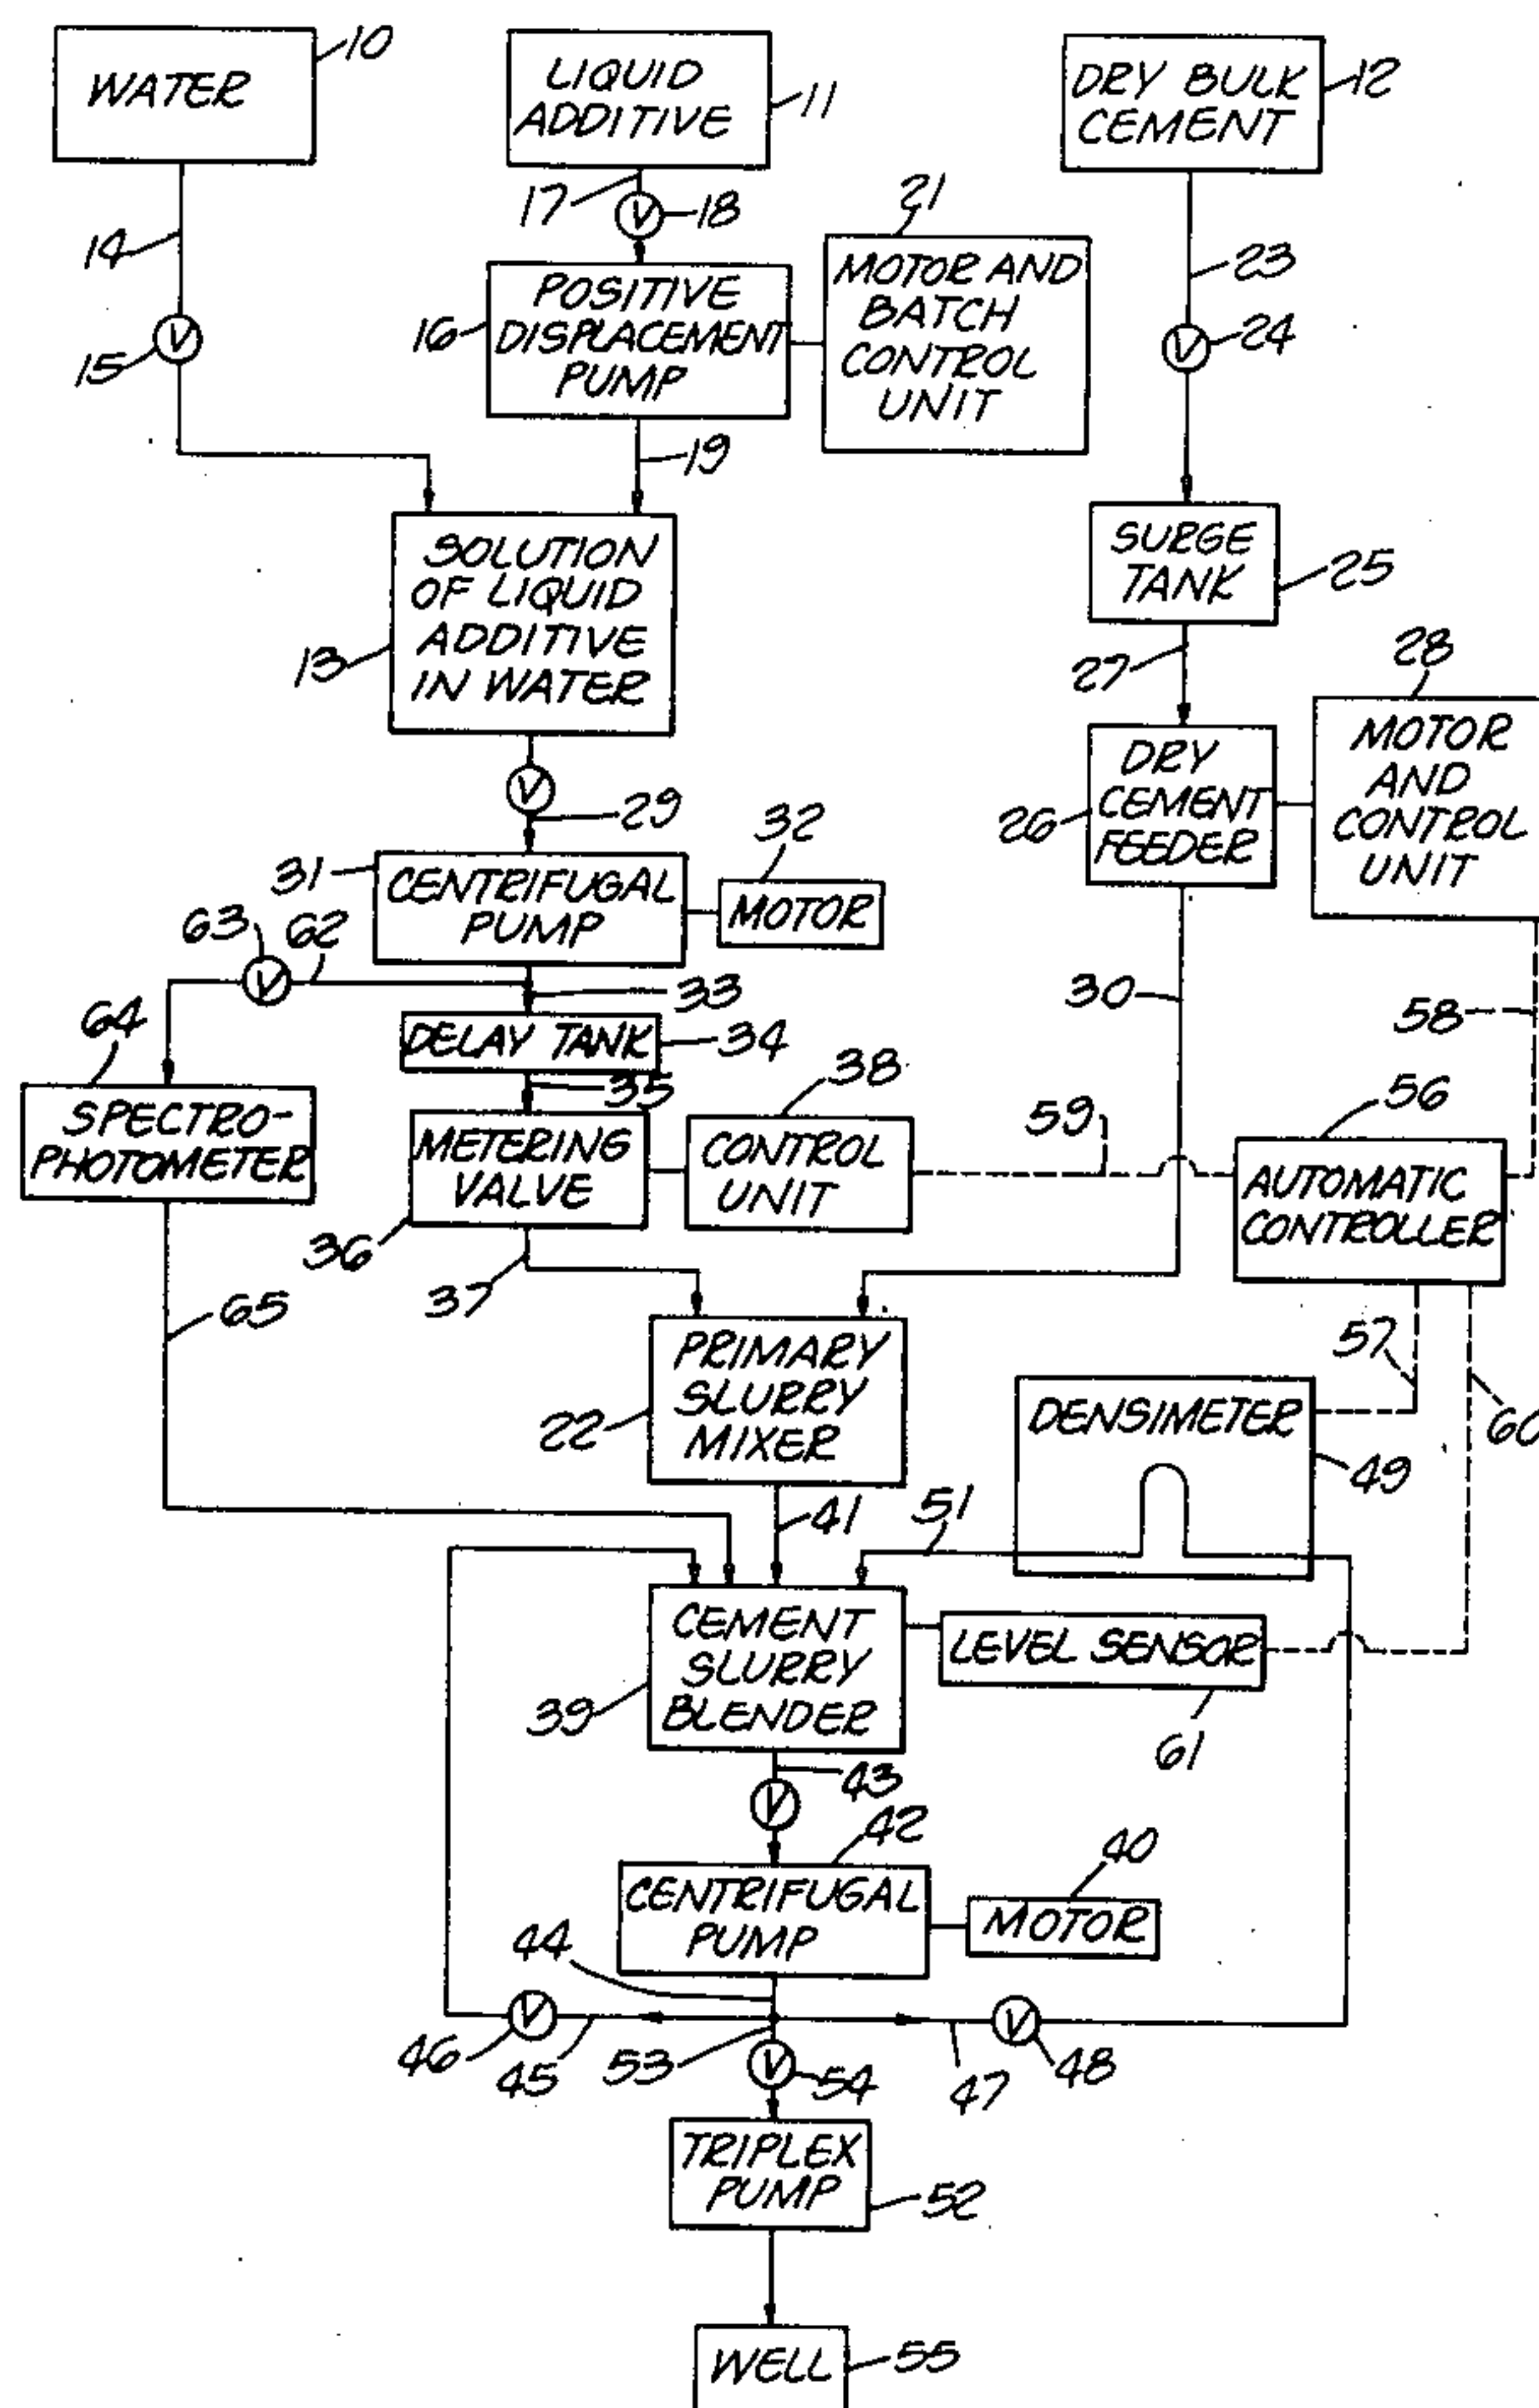 WATER
10
LIQUID
ADDITIVE
11
DRY BULK
CEMENT
12
17
V
18
21
14
V
15
16
POSITIVE
DISPLACEMENT
PUMP
MOTOR AND
BATCH
CONTROL
UNIT
23
V
24
19
SOLUTION
OF LIQUID
ADDITIVE
IN WATER
13
SURGE
TANK
25
27
28
V
29
DRY
CEMENT
FEEDER
26
MOTOR
AND
CONTROL
UNIT
31
CENTRIFUGAL
PUMP
32
MOTOR
63
62
V
33
30
58
64
DELAY TANK
34
35
38
59
56
SPECTRO-
PHOTOMETER
METERING
VALVE
36
CONTROL
UNIT
AUTOMATIC
CONTROLLER
37
65
57
60
PRIMARY
SLURRY
MIXER
22
DENSIMETER
49
41
51
CEMENT
SLURRY
BLENDER
39
LEVEL SENSOR
61
43
V
42
40
CENTRIFUGAL
PUMP
MOTOR
44
V
46
45
53
V
54
47
V
48
TRIPLEX
PUMP
52
WELL
55